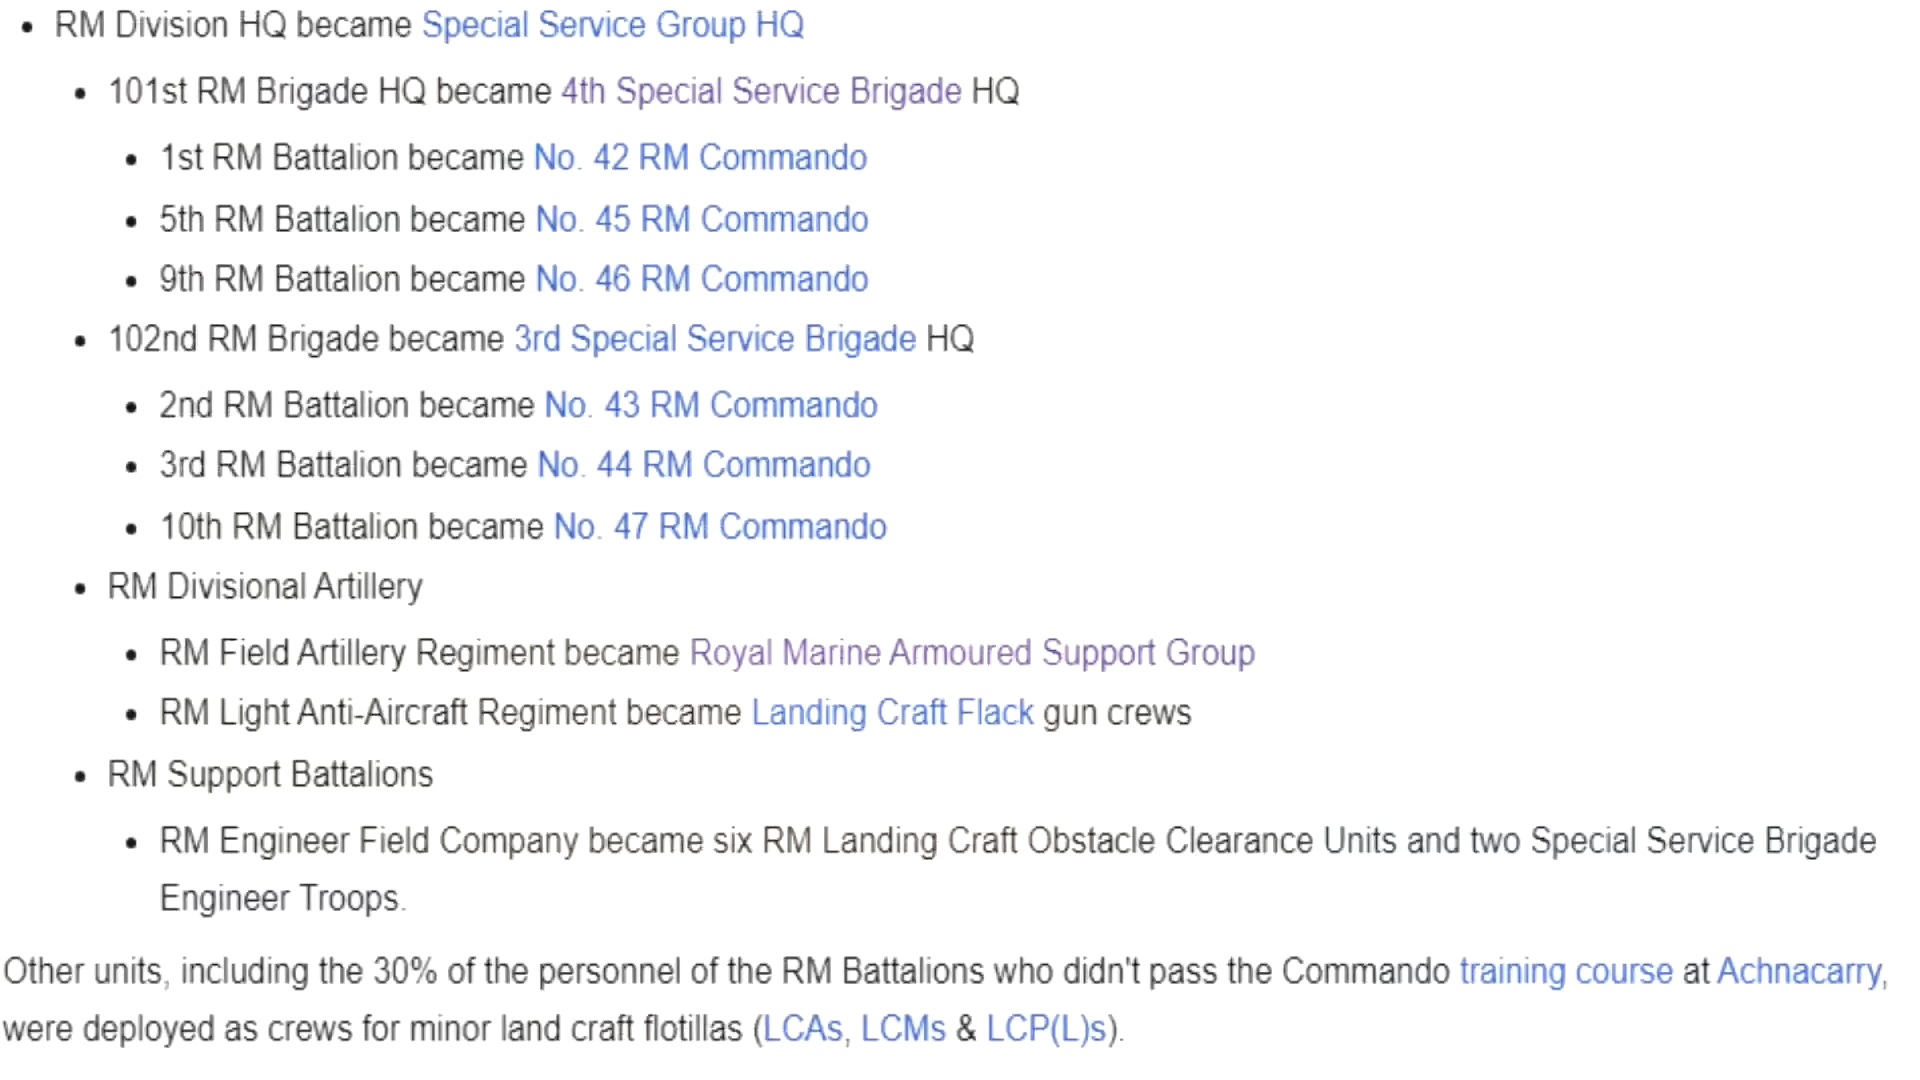 RM Division HQ became Special Service Group HQ
101st RM Brigade HQ became 4th Special Service Brigade HQ
1st RM Battalion became No. 42 RM Commando
5th RM Battalion became No. 45 RM Commando
9th RM Battalion became No. 46 RM Commando
102nd RM Brigade became 3rd Special Service Brigade HQ
2nd RM Battalion became No. 43 RM Commando
3rd RM Battalion became No. 44 RM Commando
10th RM Battalion became No. 47 RM Commando
RM Divisional Artillery
RM Field Artillery Regiment became Royal Marine Armoured Support Group
RM Light Anti-Aircraft Regiment became Landing Craft Flack gun crews
RM Support Battalions
RM Engineer Field Company became six RM Landing Craft Obstacle Clearance Units and two Special Service Brigade
Engineer Troops.
Other units, including the 30% of the personnel of the RM Battalions who didn't pass the Commando training course at Achnacarry,
were deployed as crews for minor land craft flotillas (LCAs, LCMs & LCP(L)s).